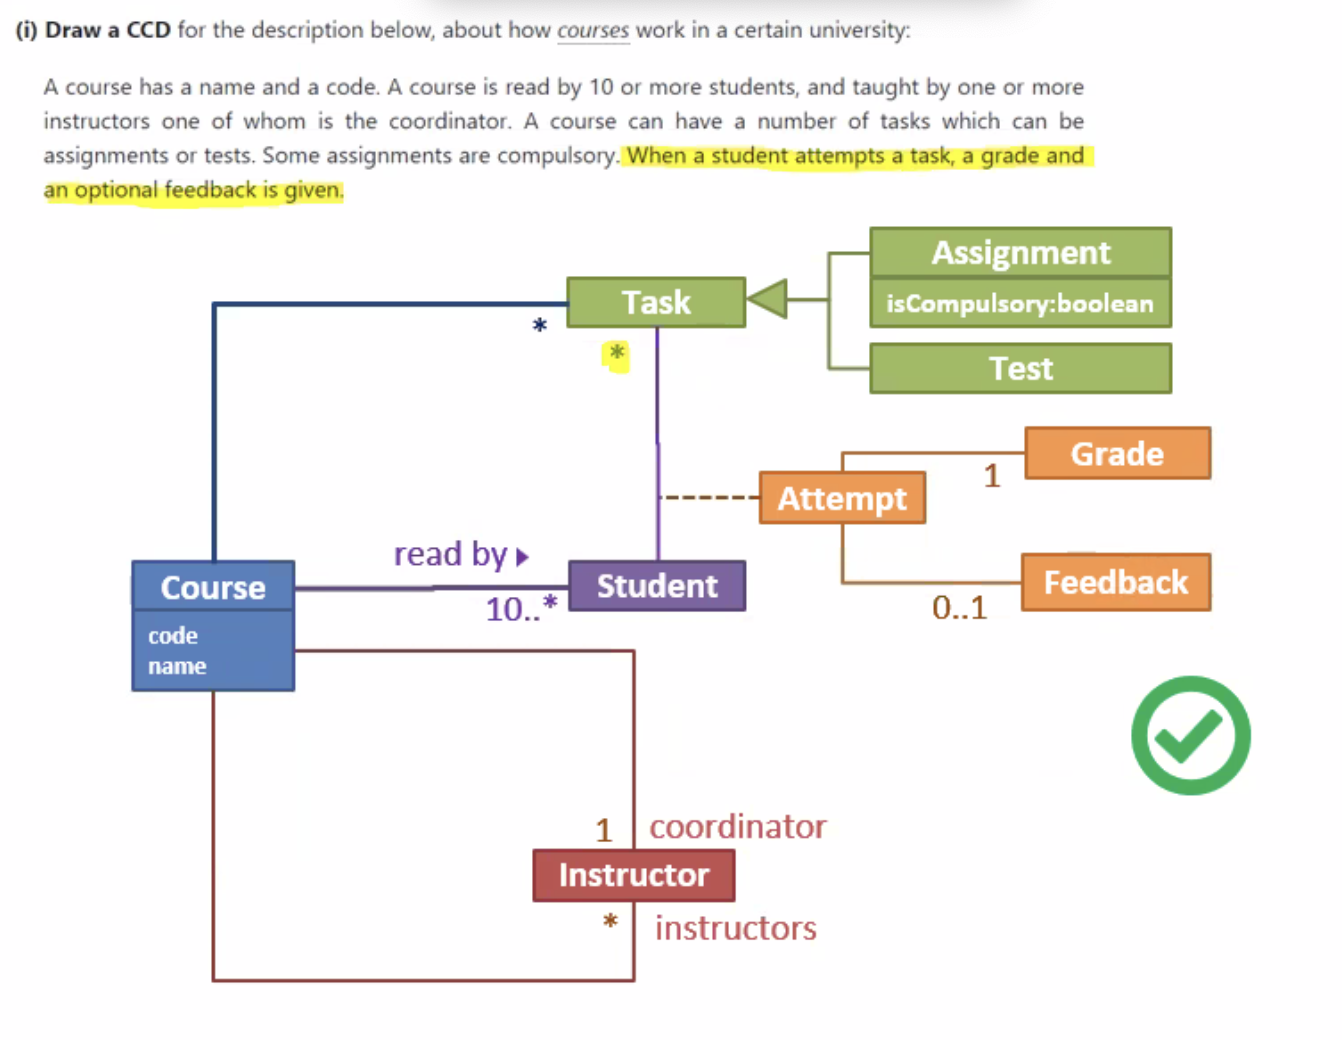 (i) Draw a CCD for the description below, about how courses work in a certain university:
A course has a name and a code. A course is read by 10 or more students, and taught by one or more
instructors one of whom is the coordinator. A course can have a number of tasks which can be
assignments or tests. Some assignments are compulsory. When a student attempts a task, a grade and
an optional feedback is given.
Assignment
isCompulsory:boolean
Task
*
*
Test
Grade
1
Attempt
read by
Course
code
name
Student
10..*
Feedback
0..1
1 coordinator
Instructor
* instructors